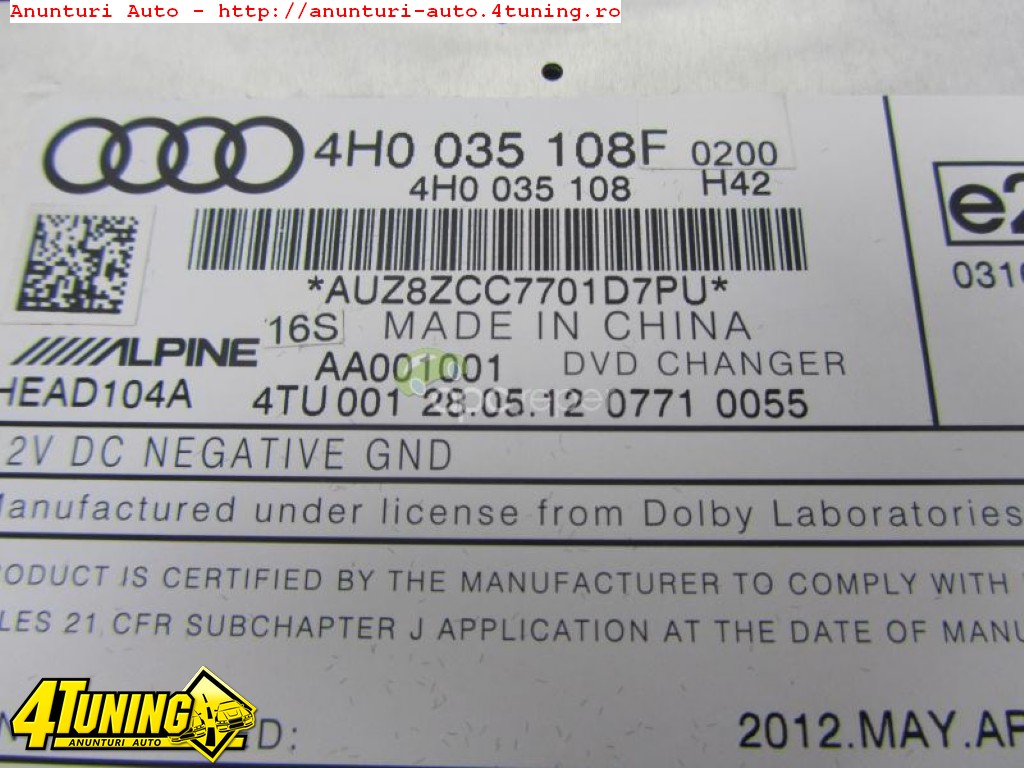 Anunturi Auto - http://anunturi-auto.4tuning.ro
4H0 035 108F 0200
4H0 035 108 H42
*AUZ8ZCC7701D7PU*
16S MADE IN CHINA
ALPINE AA001001 DVD CHANGER
HEAD104A 4TU 001 28.05.12 0771 0055
e2
031
2V DC NEGATIVE GND
Manufactured under license from Dolby Laboratories
PRODUCT IS CERTIFIED BY THE MANUFACTURER TO COMPLY WITH
LES 21 CFR SUBCHAPTER J APPLICATION AT THE DATE OF MANU
4TUNING
ANUNTURI AUTO
ED: 2012.MAY.AP